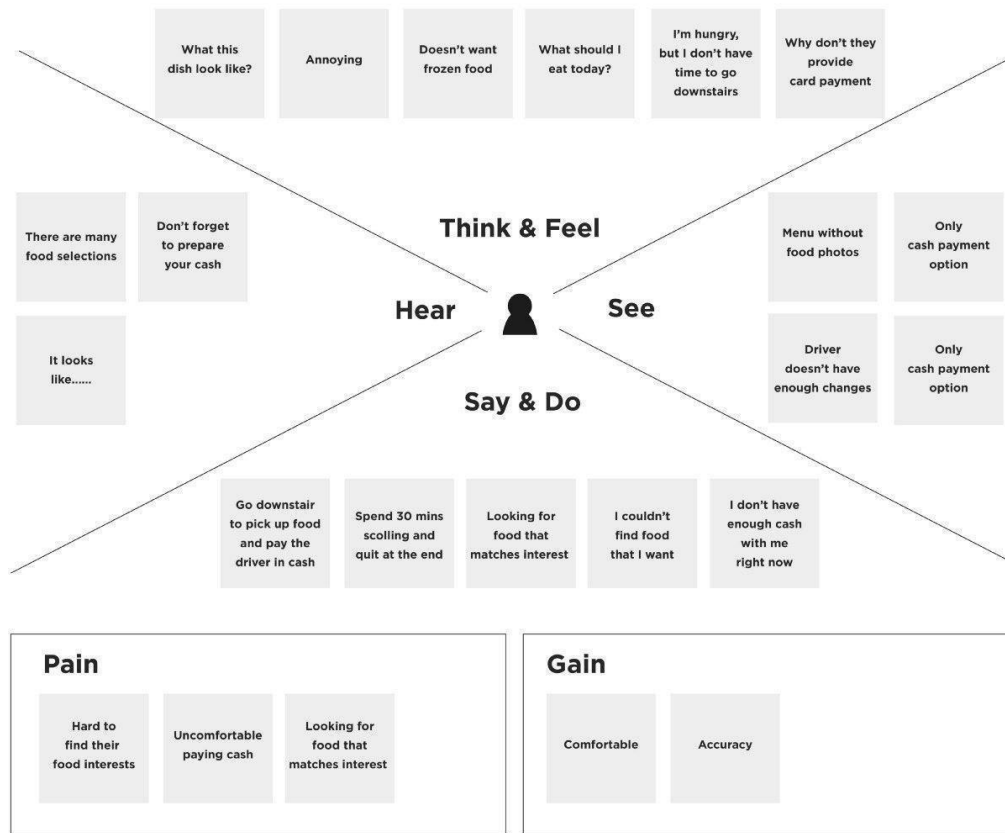 What this
dish look like?
Annoying
Doesn't want
frozen food
What should I
eat today?
I'm hungry,
but I don't have
time to go
downstairs
Why don't they
provide
card payment
Think & Feel
There are many
food selections
Don't forget
to prepare
your cash
It looks
like......
Hear
See
Menu without
food photos
Only
cash payment
option
Driver
doesn't have
enough changes
Only
cash payment
option
Say & Do
Go downstair
to pick up food
and pay the
driver in cash
Spend 30 mins
scolling and
quit at the end
Looking for
food that
matches interest
I couldn't
find food
that I want
I don't have
enough cash
with me
right now
Pain
Hard to
find their
food interests
Uncomfortable
paying cash
Looking for
food that
matches interest
Gain
Comfortable
Accuracy